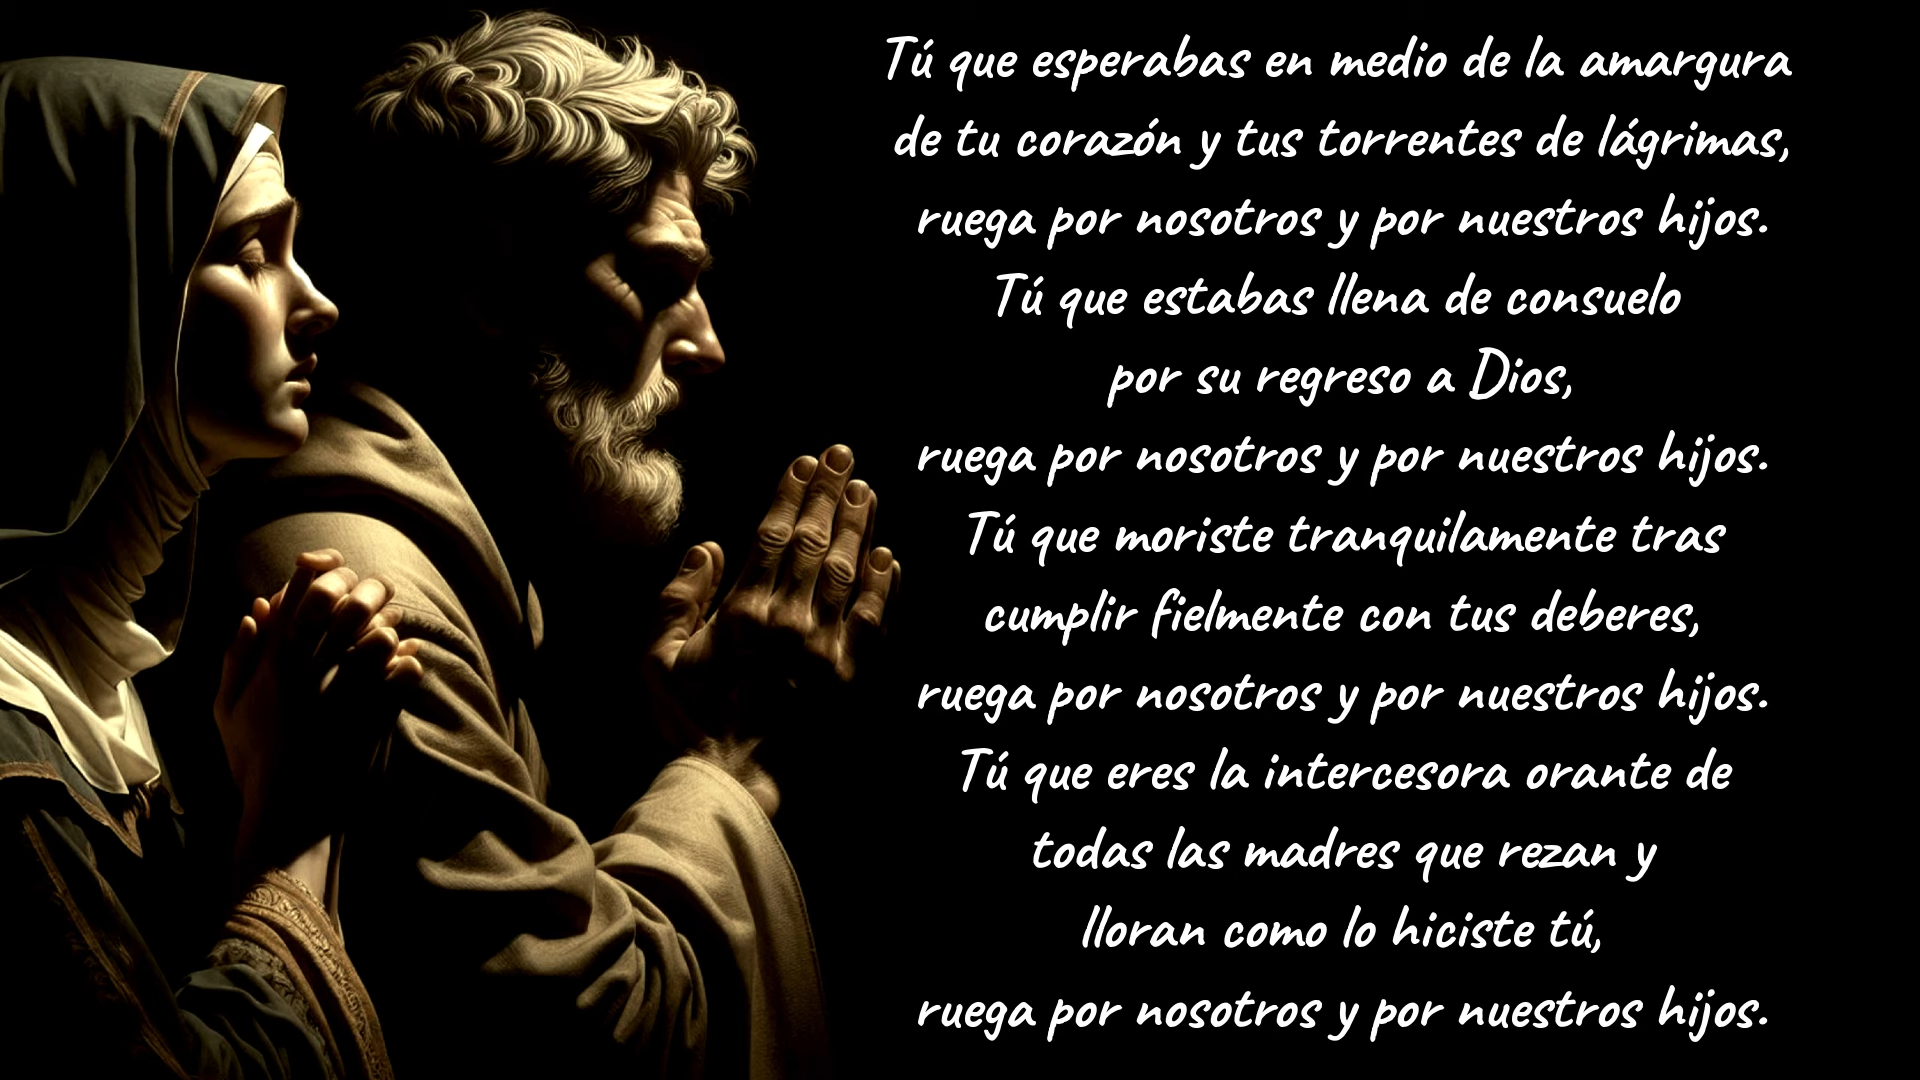 Tú que esperabas en medio de la amargura
de tu corazón y tus torrentes de lágrimas,
ruega por nosotros y por nuestros hijos.
Tú que estabas llena de consuelo
por su regreso a Dios,
ruega por nosotros y por nuestros hijos.
Tú que moriste tranquilamente tras
cumplir fielmente con tus deberes,
ruega por nosotros y por nuestros hijos.
Tú que eres la intercesora orante de
todas las madres que rezan y
lloran como lo hiciste tú,
ruega por nosotros y por nuestros hijos.